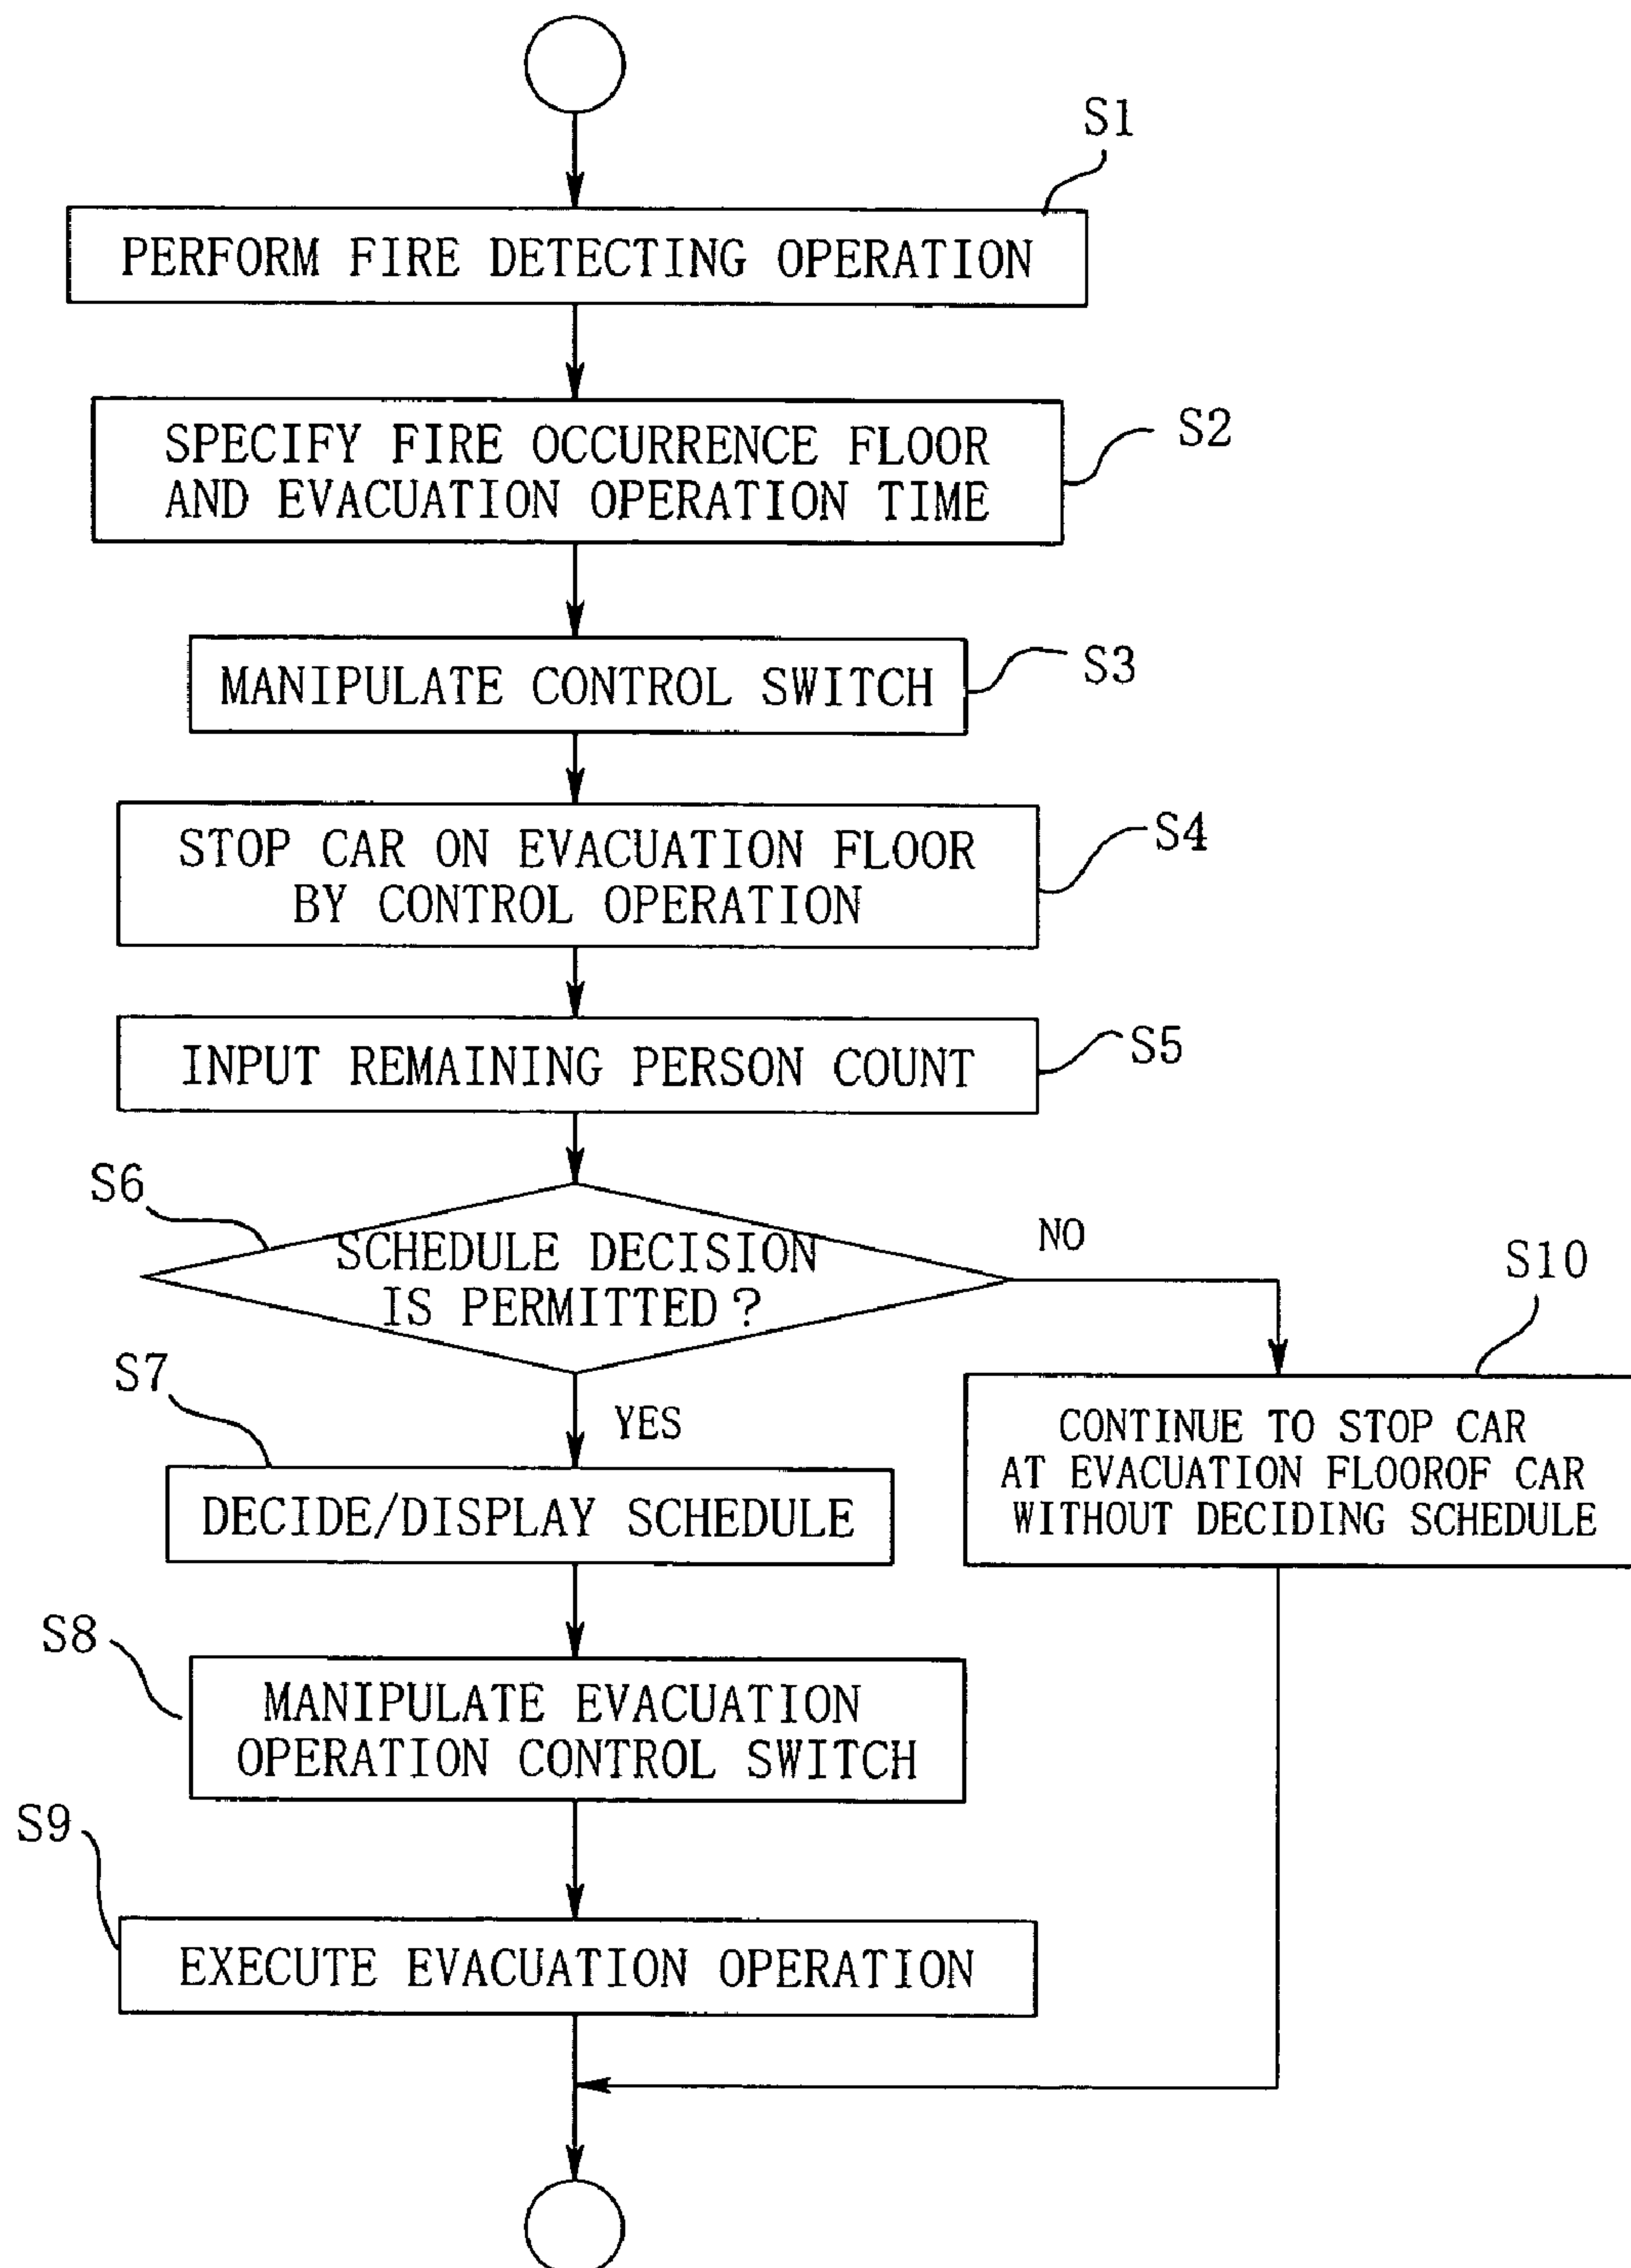 S1
PERFORM FIRE DETECTING OPERATION
SPECIFY FIRE OCCURRENCE FLOOR
AND EVACUATION OPERATION TIME
S2
MANIPULATE CONTROL SWITCH
S3
STOP CAR ON EVACUATION FLOOR
BY CONTROL OPERATION
S4
INPUT REMAINING PERSON COUNT
S5
S6
SCHEDULE DECISION
IS PERMITTED?
NO
YES
S10
CONTINUE TO STOP CAR
AT EVACUATION FLOOROF CAR
WITHOUT DECIDING SCHEDULE
S7
DECIDE/DISPLAY SCHEDULE
S8
MANIPULATE EVACUATION
OPERATION CONTROL SWITCH
S9
EXECUTE EVACUATION OPERATION